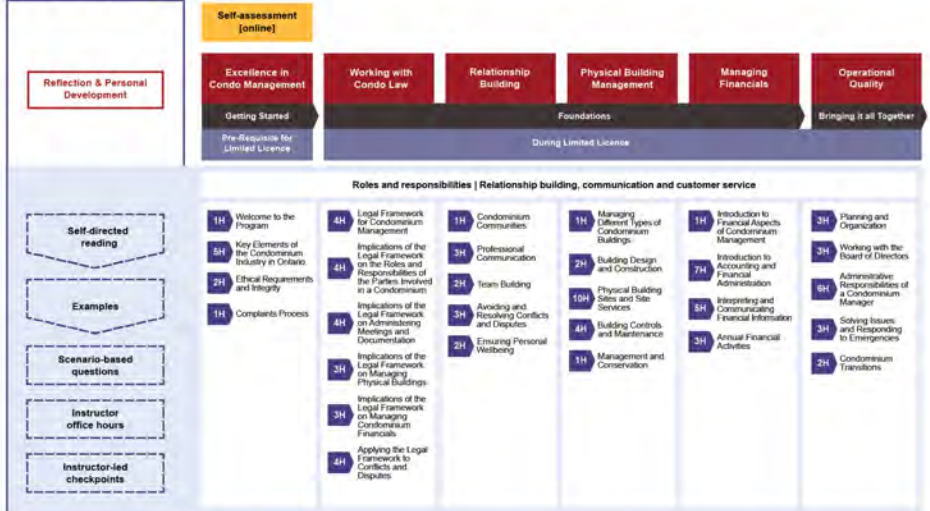 Self-assessment
[online]
Reflection & Personal
Development
Excellence in
Condo Management
Working with
Condo Law
Relationship
Building
Physical Building
Management
Managing
Financials
Operational
Quality
Getting Started
Foundations
Bringing it all Together
Pre-Requisite for
Limited Licence
During Limited Licence
Roles and responsibilities | Relationship building, communication and customer service
Self-directed
reading
Examples
Scenario-based
questions
Instructor
office hours
Instructor-led
checkpoints
1H Welcome to the
Program
5H Key Elements of
the Condominium
Industry in Ontario
2H Ethical Requirements
and Integrity
1H Complaints Process
4H Legal Framework
for Condominium
Management
4H Implications of the
Legal Framework
on the Roles and
Responsibilities of
the Parties Involved
in a Condominium
4H Implications of the
Legal Framework
on Administering
Meetings and
Documentation
3H Implications of the
Legal Framework
on Managing
Physical Buildings
3H Implications of the
Legal Framework
on Managing
Condominium
Financials
4H Applying the Legal
Framework to
Conflicts and
Disputes
1H Condominium
Communities
3H Professional
Communication
2H Team Building
3H Avoiding and
Resolving Conflicts
and Disputes
2H Ensuring Personal
Wellbeing
1H Managing
Different Types of
Condominium
Buildings
2H Building Design
and Construction
10H Physical Building
Sites and Site
Services
4H Building Controls
and Maintenance
1H Management and
Conservation
1H Introduction to
Financial Aspects
of Condominium
Management
7H Introduction to
Accounting and
Financial
Administration
5H Interpreting and
Communicating
Financial Information
3H Annual Financial
Activities
3H Planning and
Organization
3H Working with the
Board of Directors
6H Administrative
Responsibilities of
a Condominium
Manager
3H Solving Issues
and Responding
to Emergencies
2H Condominium
Transitions